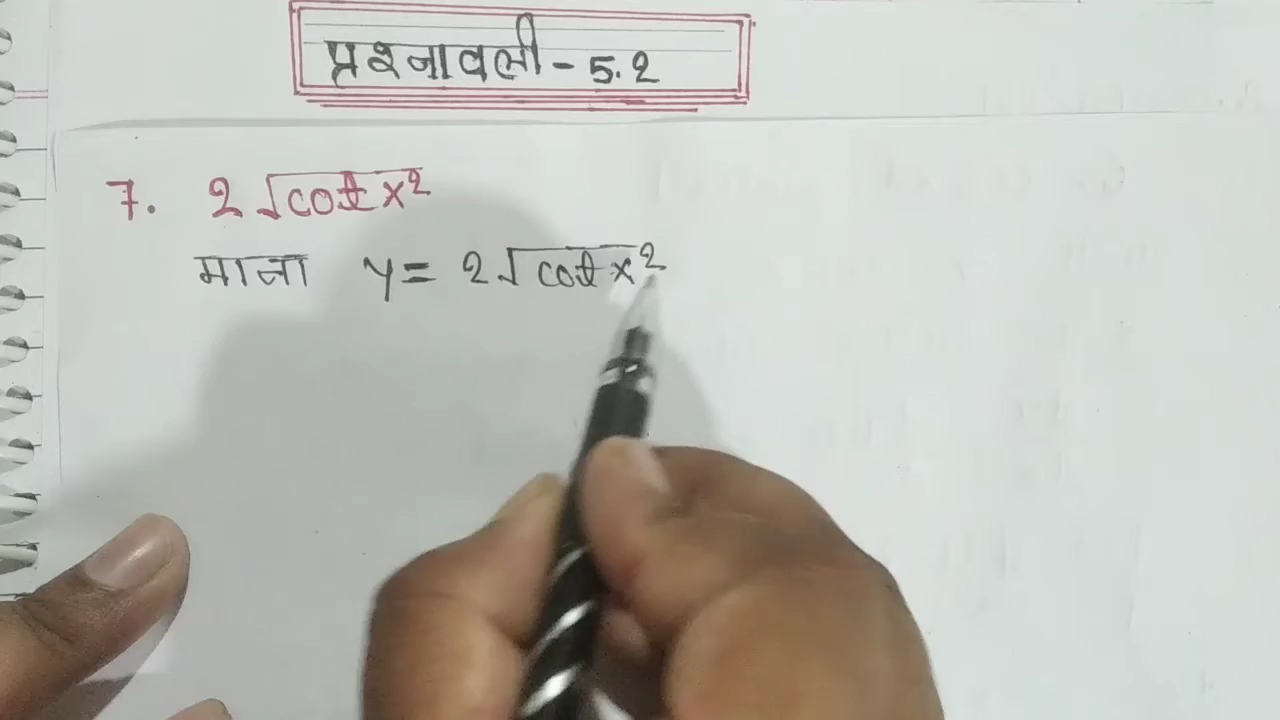 प्रश्नावली - 5.2
7. 2√cot x²
माना y = 2√cot x²